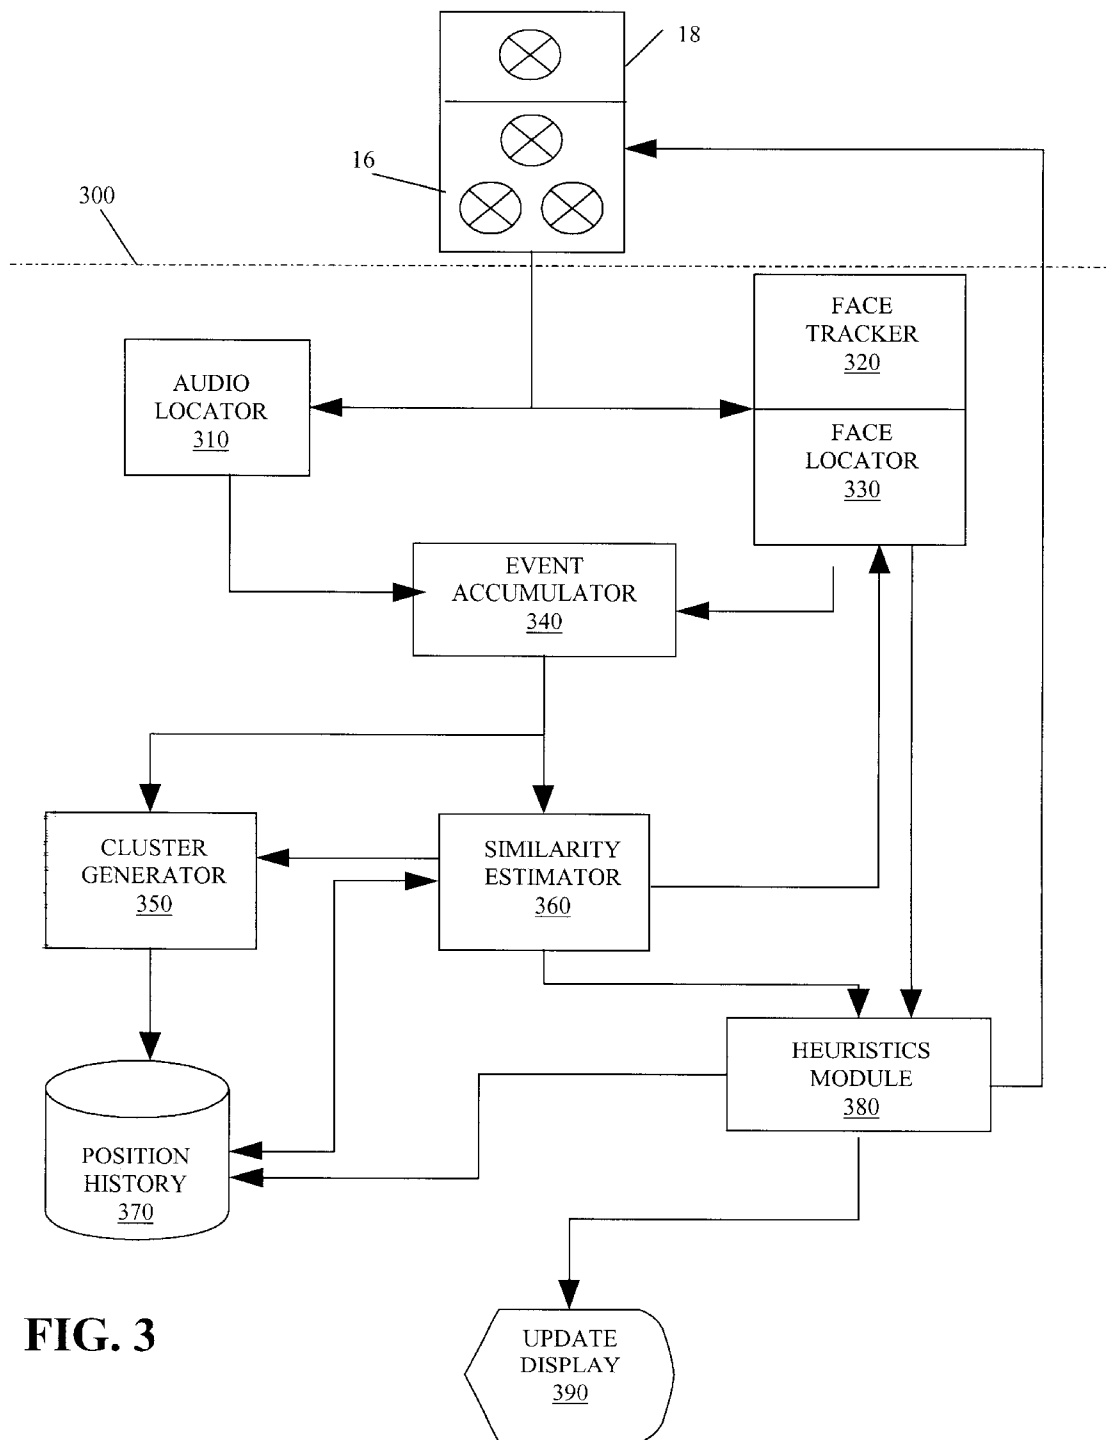 18
16
300
FACE
TRACKER
320
AUDIO
LOCATOR
310
FACE
LOCATOR
330
EVENT
ACCUMULATOR
340
CLUSTER
GENERATOR
350
SIMILARITY
ESTIMATOR
360
HEURISTICS
MODULE
380
POSITION
HISTORY
370
FIG. 3
UPDATE
DISPLAY
390